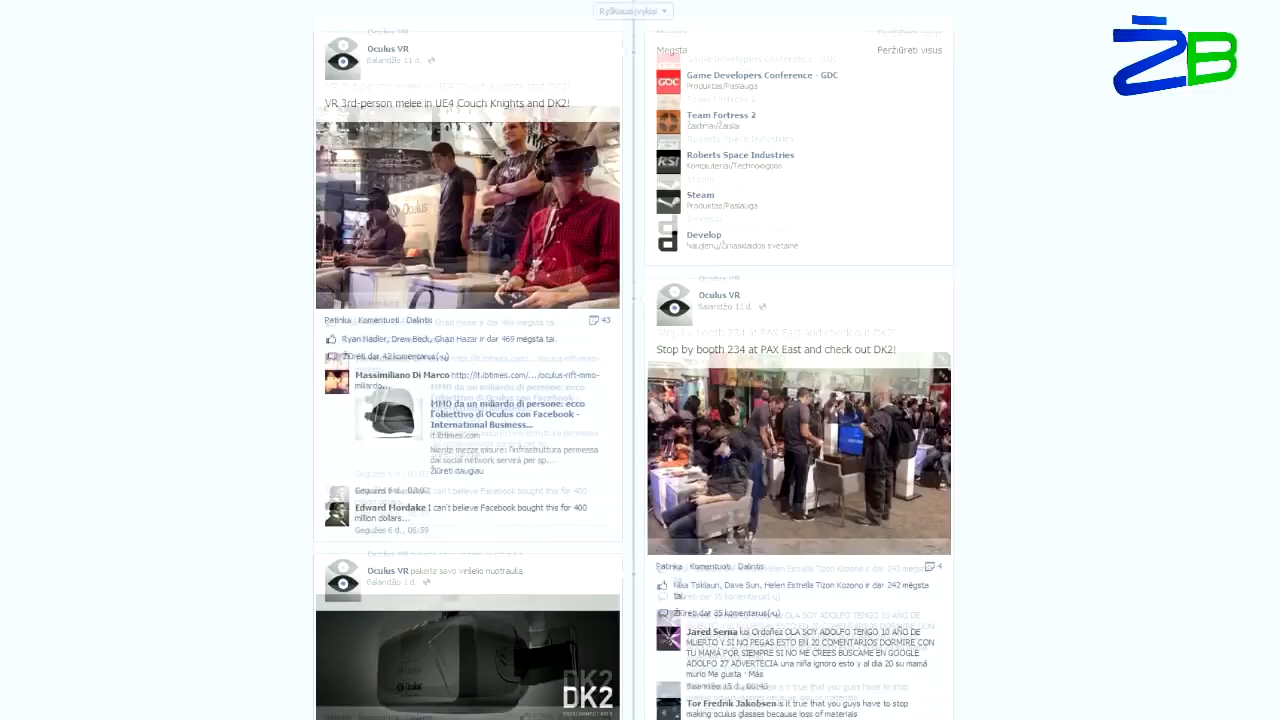 ŽB
Oculus VR
Balandžio 11 d.
VR 3rd-person melee in UE4 Couch Knights and DK2!
Oculus
Patinka Komentuoti Dalintis
43
Ryan Nadler, Drew Beck, Ghazi Hazar ir dar 469 mėgsta tai.
Žiūrėti dar 42 komentarus(-ų)
Massimiliano Di Marco http://it.ibtimes.com/.../oculus-rift-mmo-
miliardo...
MMO da un miliardo di persone: ecco
l'obiettivo di Oculus con Facebook -
International Business...
it.ibtimes.com
Niente mezze misure: l'infrastruttura permessa
dai social network servirà per sp...
Žiūrėti daugiau
Gegužės 6 d.,
Edward Mordake I can't believe Facebook bought this for 400
million dollars...
Gegužės 6 d., 06:59
Oculus VR pakeitė savo viršelio nuotrauką.
Balandžio 1 d.
Oculus
DK2
Mėgsta
Peržiūrėti visus
GDC
Game Developers Conference - GDC
Produktas/Paslauga
Team Fortress 2
Žaidimai/Žaislai
RSI
Roberts Space Industries
Kompiuteriai/Technologijos
Steam
Produktas/Paslauga
d
Develop
Naujienų/Žiniasklaidos svetainė
Oculus VR
Balandžio 11 d.
Stop by booth 234 at PAX East and check out DK2!
Patinka Komentuoti Dalintis
4
Nika Tsiklauri, Dave Sun, Helen Estrella Tizon Kozono ir dar 242 mėgsta
tai.
Žiūrėti dar 35 komentarus(-ų)
Jared Serna koi Ordoñez OLA SOY ADOLFO TENGO 10 AÑO DE
MUERTO Y SI NO PEGAS ESTO EN 20 COMENTARIOS DORMIRE CON
TU MAMÁ POR SIEMPRE SI NO ME CREES BUSCAME EN GOOGLE
ADOLFO 27 ADVERTECIA una niña ignoro esto y al dia 20 su mamá
murio Me gusta · Más
Tor Fredrik Jakobsen is it true that you guys have to stop
making oculus glasses because loss of materials